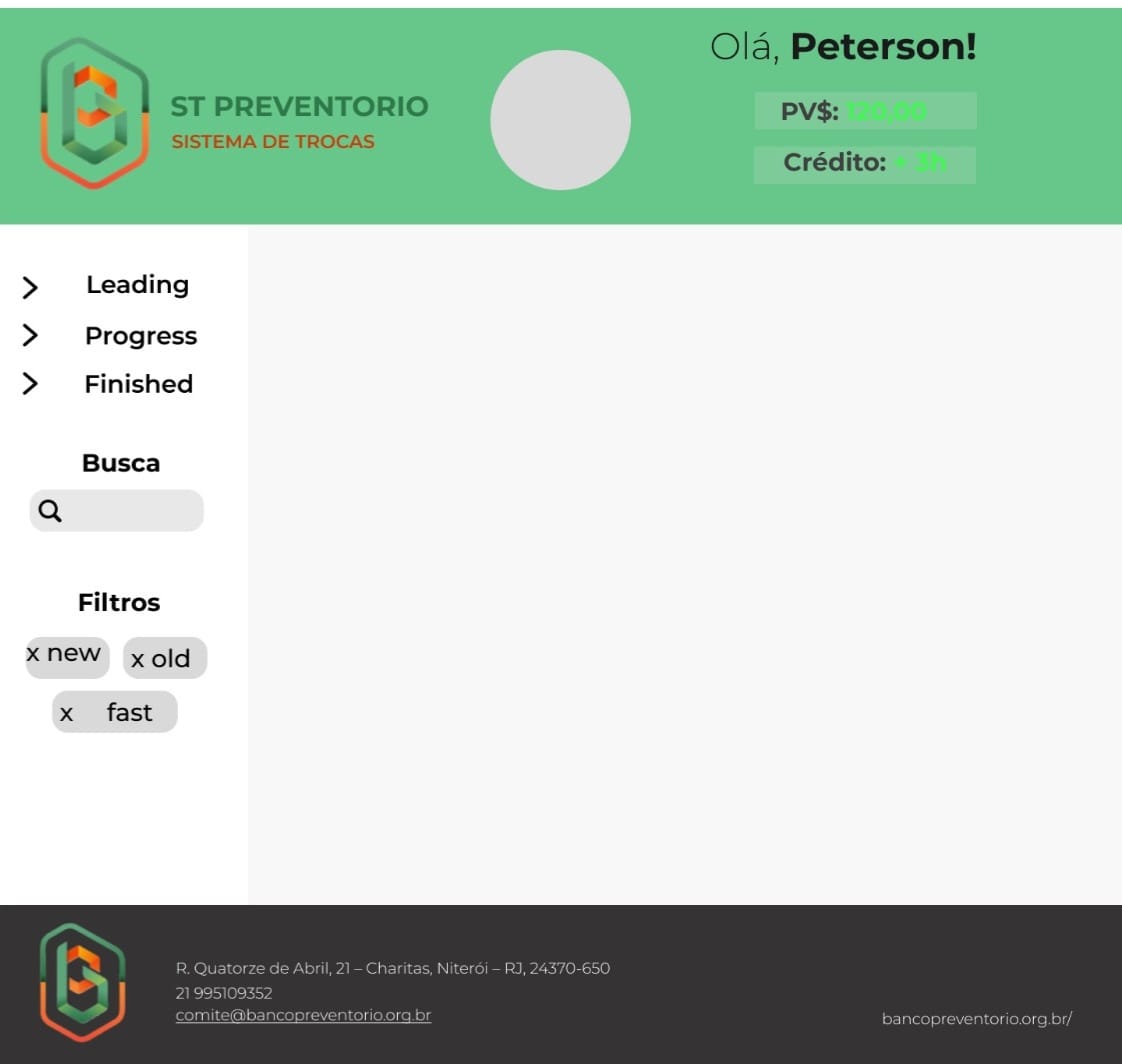 Olá, Peterson!
ST PREVENTORIO
SISTEMA DE TROCAS
PV$: 120,00
Crédito: + 3h
Leading
Progress
Finished
Busca
Filtros
x new
x old
x fast
R. Quatorze de Abril, 21 – Charitas, Niterói – RJ, 24370-650
21 995109352
comite@bancopreventorio.org.br
bancopreventorio.org.br/